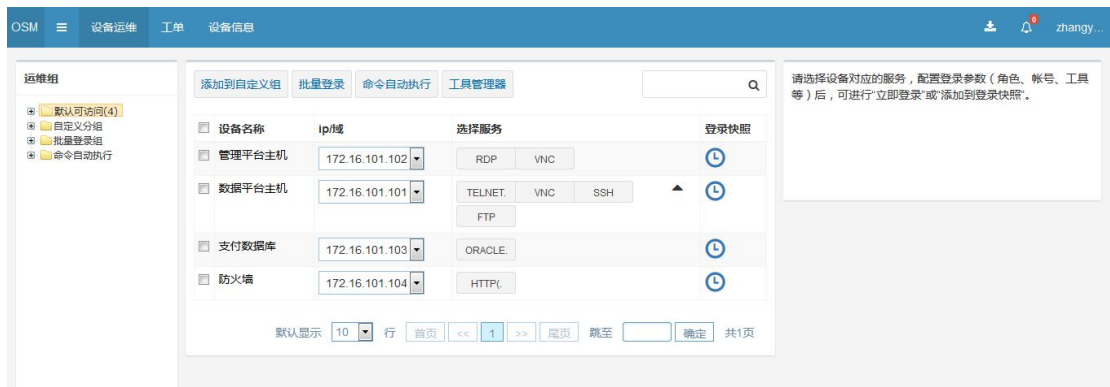 OSM 设备运维 工单 设备信息 0 zhangy...
运维组
默认可访问(4)
自定义分组
批量登录组
命令自动执行
添加到自定义组 批量登录 命令自动执行 工具管理器
设备名称 ip/域 选择服务 登录快照
管理平台主机 172.16.101.102 RDP VNC
数据平台主机 172.16.101.101 TELNET. VNC SSH
FTP
支付数据库 172.16.101.103 ORACLE.
防火墙 172.16.101.104 HTTP(.
默认显示 10 行 首页 << 1 >> 尾页 跳至 确定 共1页
请选择设备对应的服务，配置登录参数（角色、帐号、工具
等）后，可进行"立即登录"或"添加到登录快照"。